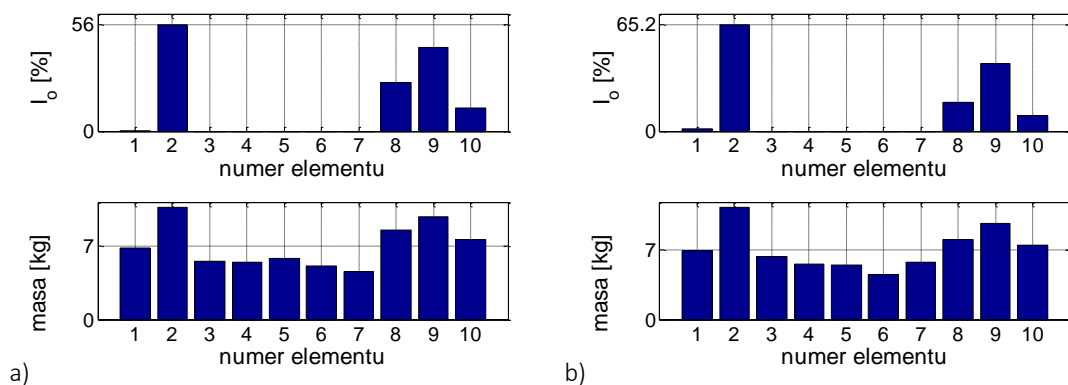 56
I_o [%]
0
1 2 3 4 5 6 7 8 9 10
numer elementu
7
masa [kg]
0
1 2 3 4 5 6 7 8 9 10
numer elementu
a)
65.2
I_o [%]
0
1 2 3 4 5 6 7 8 9 10
numer elementu
7
masa [kg]
0
1 2 3 4 5 6 7 8 9 10
numer elementu
b)